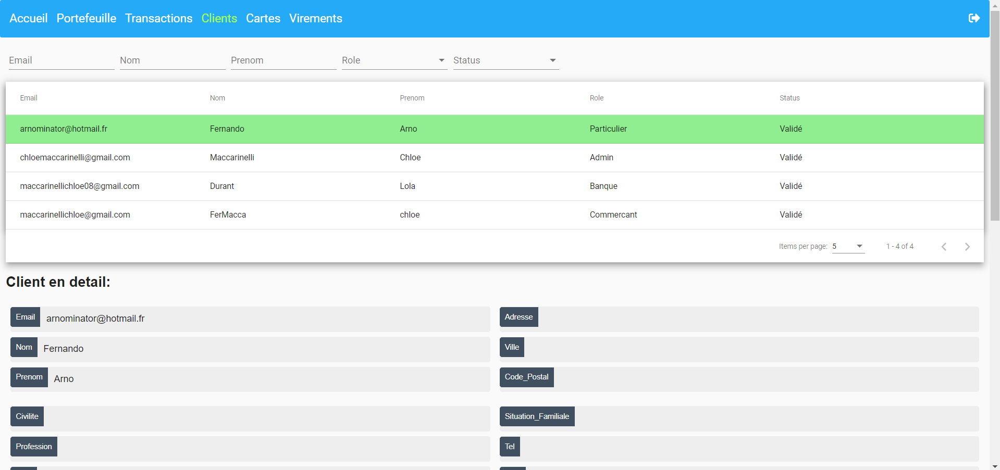 Accueil Portefeuille Transactions Clients Cartes Virements
Email Nom Prenom Role Status
Email Nom Prenom Role Status
arnominator@hotmail.fr Fernando Arno Particulier Validé
chloemaccarinelli@gmail.com Maccarinelli Chloe Admin Validé
maccarinellichloe08@gmail.com Durant Lola Banque Validé
maccarinellichloe@gmail.com FerMacca chloe Commercant Validé
Items per page: 5 1 - 4 of 4
Client en detail:
Email arnominator@hotmail.fr Adresse
Nom Fernando Ville
Prenom Arno Code_Postal
Civilite Situation_Familiale
Profession Tel